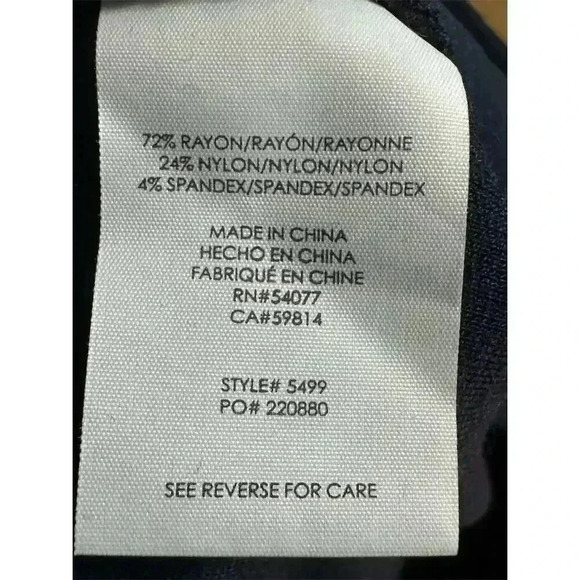 72% RAYON/RAYÓN/RAYONNE
24% NYLON/NYLON/NYLON
4% SPANDEX/SPANDEX/SPANDEX
MADE IN CHINA
HECHO EN CHINA
FABRIQUÉ EN CHINE
RN#54077
CA#59814
STYLE# 5499
PO# 220880
SEE REVERSE FOR CARE